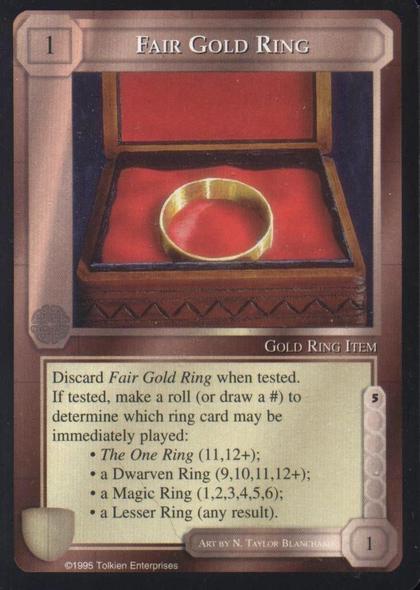 1
FAIR GOLD RING
GOLD RING ITEM
Discard Fair Gold Ring when tested.
If tested, make a roll (or draw a #) to
determine which ring card may be
immediately played:
• The One Ring (11,12+);
• a Dwarven Ring (9,10,11,12+);
• a Magic Ring (1,2,3,4,5,6);
• a Lesser Ring (any result).
5
ART BY N. TAYLOR BLANCHARD
1
©1995 Tolkien Enterprises